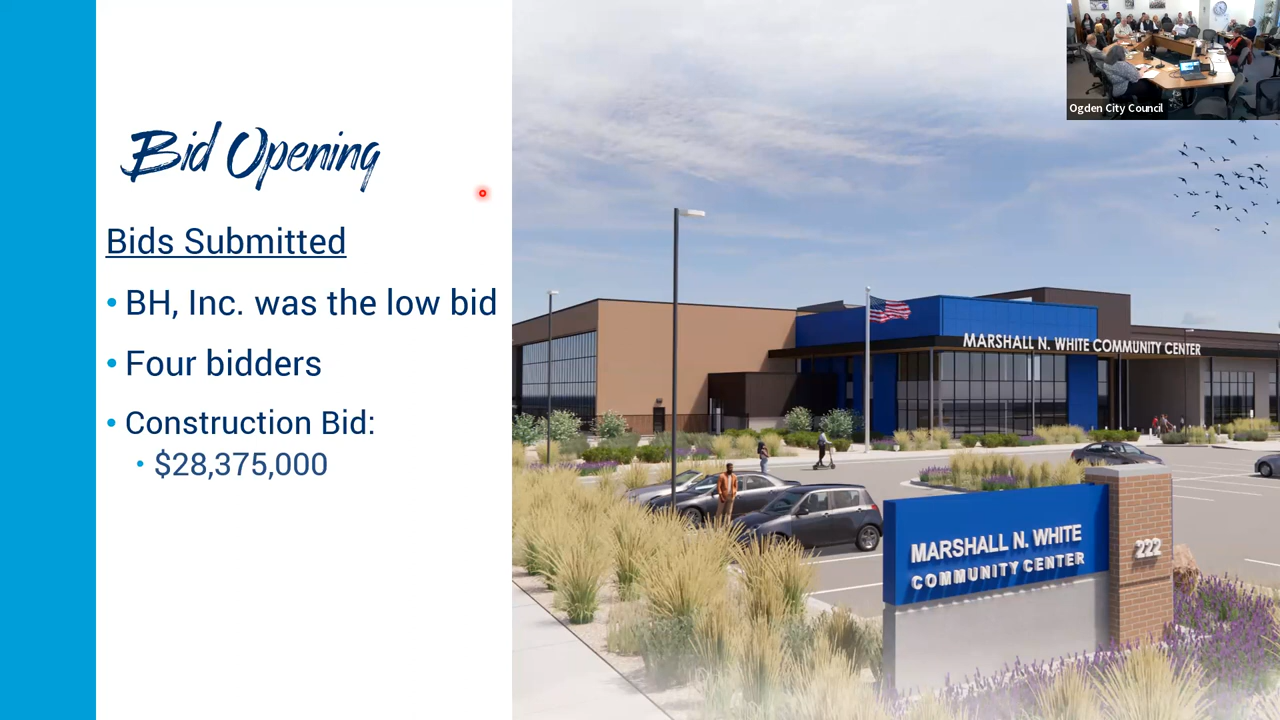 Bid Opening
Bids Submitted
• BH, Inc. was the low bid
• Four bidders
• Construction Bid:
• $28,375,000
Ogden City Council
MARSHALL N. WHITE COMMUNITY CENTER
MARSHALL N. WHITE
COMMUNITY CENTER
222